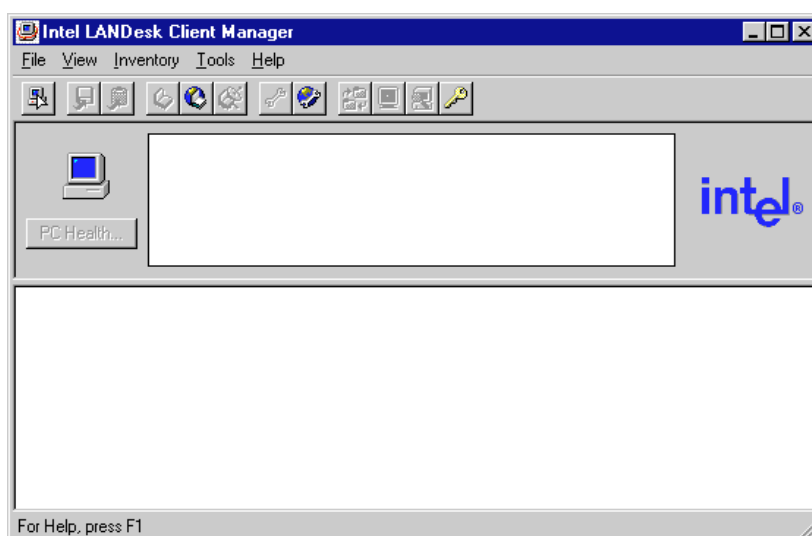 Intel LANDesk Client Manager
File View Inventory Tools Help
PC Health...
intel®
For Help, press F1